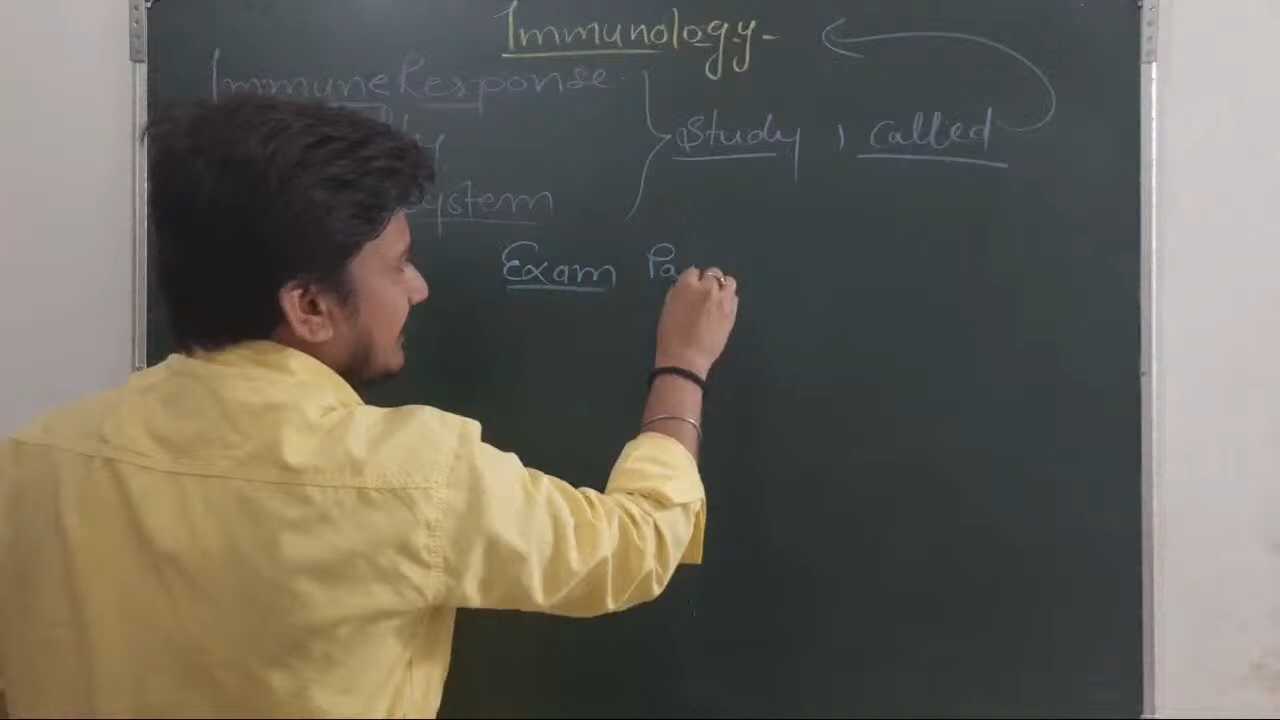 Immunology -
Immune Response
Study , called
System
Exam Pa